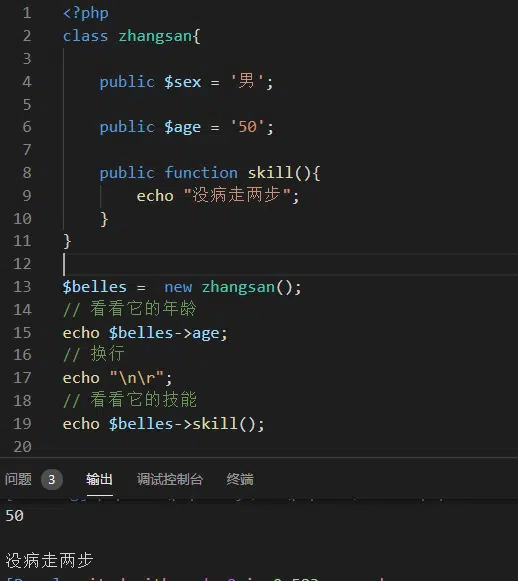 1 <?php
2 class zhangsan{
3
4 public $sex = '男';
5
6 public $age = '50';
7
8 public function skill(){
9 echo "没病走两步";
10 }
11 }
12
13 $belles =  new zhangsan();
14 // 看看它的年龄
15 echo $belles->age;
16 // 换行
17 echo "\n\r";
18 // 看看它的技能
19 echo $belles->skill();
20
问题 3 输出 调试控制台 终端
50
没病走两步